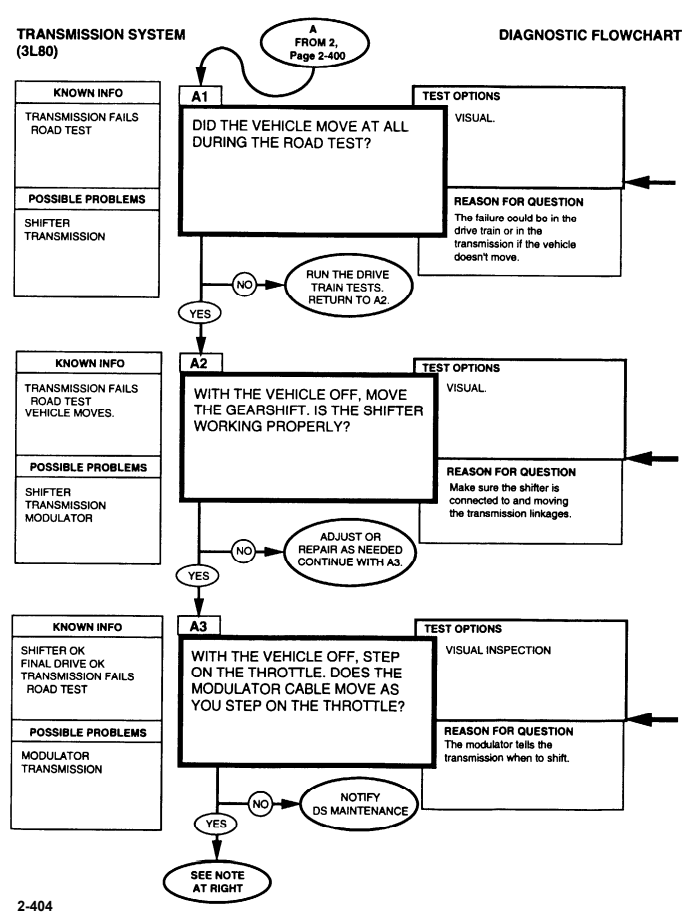 TRANSMISSION SYSTEM
(3L80)
A
FROM 2,
Page 2-400
DIAGNOSTIC FLOWCHART
KNOWN INFO
TRANSMISSION FAILS
ROAD TEST
POSSIBLE PROBLEMS
SHIFTER
TRANSMISSION
A1
DID THE VEHICLE MOVE AT ALL
DURING THE ROAD TEST?
TEST OPTIONS
VISUAL.
REASON FOR QUESTION
The failure could be in the
drive train or in the
transmission if the vehicle
doesn't move.
NO
RUN THE DRIVE
TRAIN TESTS.
RETURN TO A2.
YES
KNOWN INFO
TRANSMISSION FAILS
ROAD TEST
VEHICLE MOVES.
POSSIBLE PROBLEMS
SHIFTER
TRANSMISSION
MODULATOR
A2
WITH THE VEHICLE OFF, MOVE
THE GEARSHIFT. IS THE SHIFTER
WORKING PROPERLY?
TEST OPTIONS
VISUAL.
REASON FOR QUESTION
Make sure the shifter is
connected to and moving
the transmission linkages.
NO
ADJUST OR
REPAIR AS NEEDED
CONTINUE WITH A3.
YES
KNOWN INFO
SHIFTER OK
FINAL DRIVE OK
TRANSMISSION FAILS
ROAD TEST
POSSIBLE PROBLEMS
MODULATOR
TRANSMISSION
A3
WITH THE VEHICLE OFF, STEP
ON THE THROTTLE. DOES THE
MODULATOR CABLE MOVE AS
YOU STEP ON THE THROTTLE?
TEST OPTIONS
VISUAL INSPECTION
REASON FOR QUESTION
The modulator tells the
transmission when to shift.
NO
NOTIFY
DS MAINTENANCE
YES
SEE NOTE
AT RIGHT
2-404